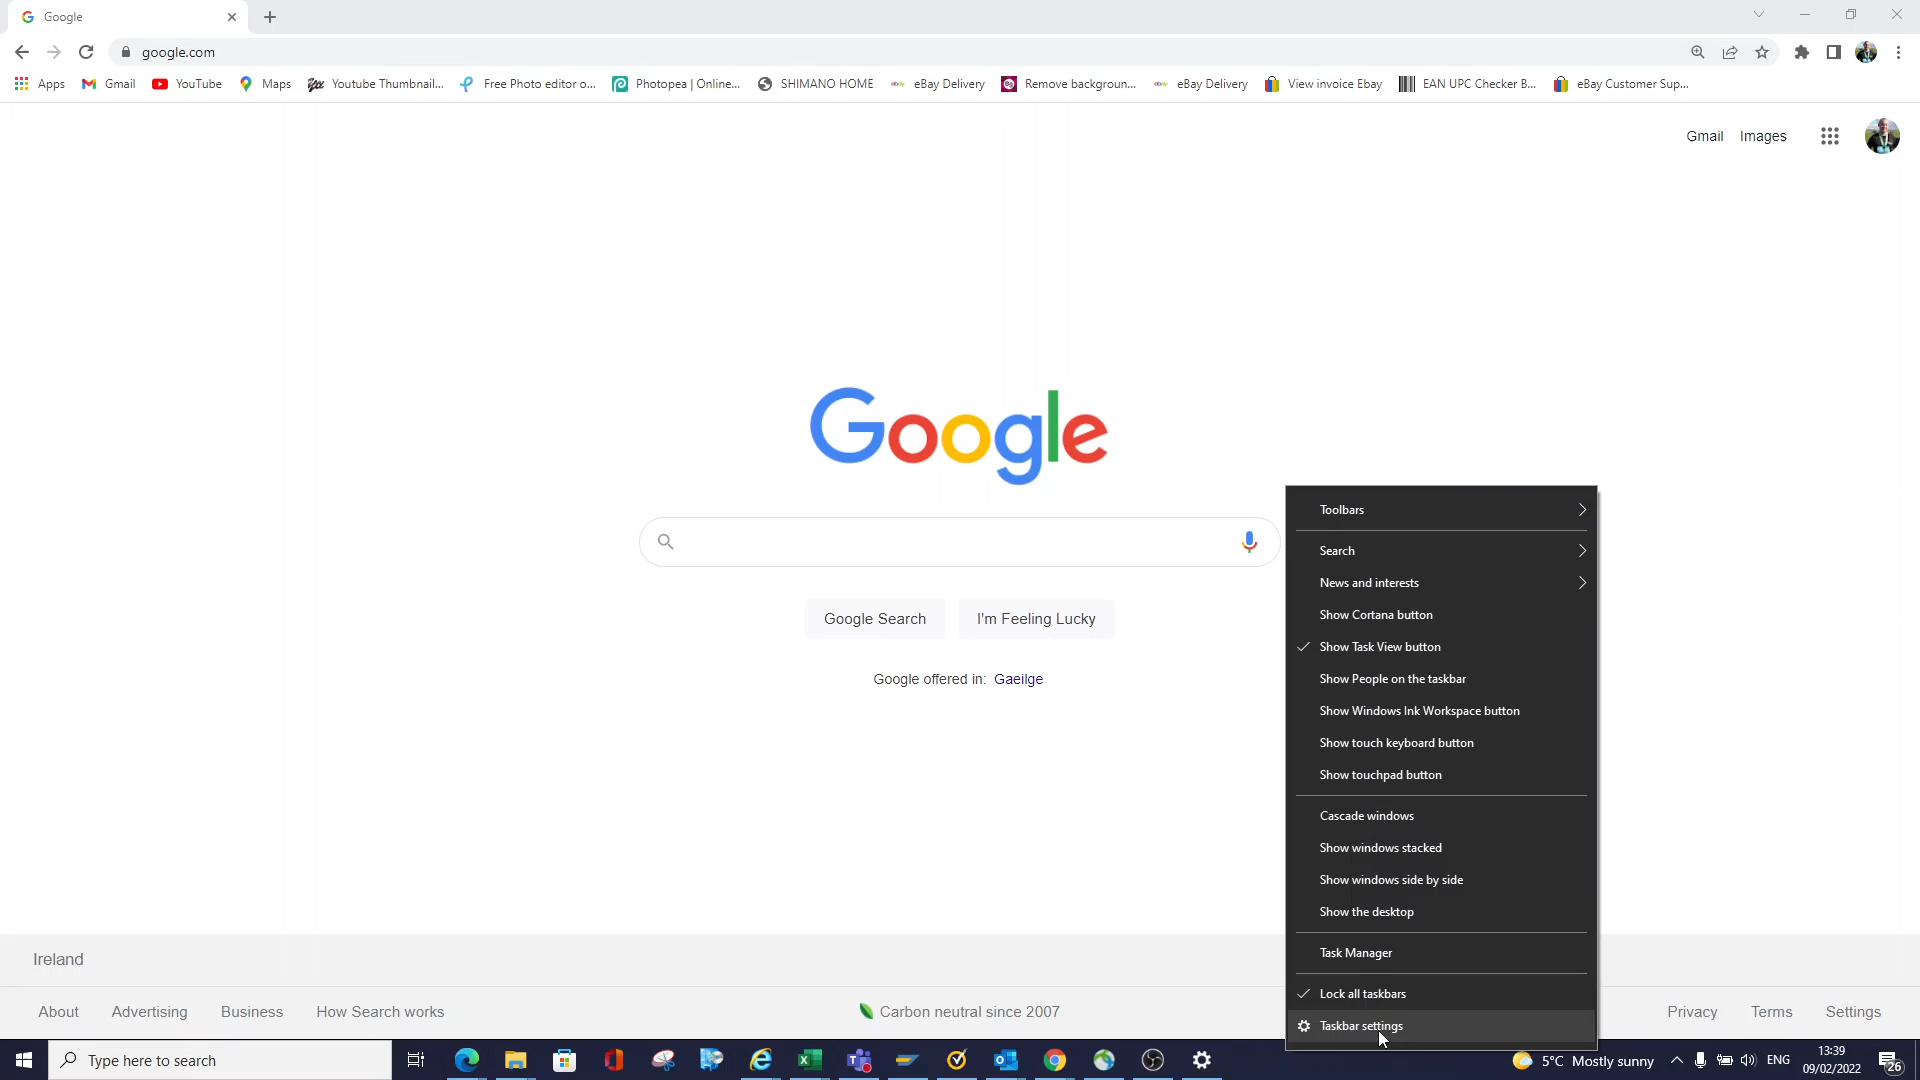 Google
google.com
Apps Gmail YouTube Maps Youtube Thumbnail... Free Photo editor o... Photopea | Online... SHIMANO HOME eBay Delivery Remove backgroun... eBay Delivery View invoice Ebay EAN UPC Checker B... eBay Customer Sup...
Gmail Images
Google
Google Search I'm Feeling Lucky
Google offered in: Gaeilge
Toolbars
Search
News and interests
Show Cortana button
Show Task View button
Show People on the taskbar
Show Windows Ink Workspace button
Show touch keyboard button
Show touchpad button
Cascade windows
Show windows stacked
Show windows side by side
Show the desktop
Task Manager
Lock all taskbars
Taskbar settings
Ireland
About Advertising Business How Search works Carbon neutral since 2007 Privacy Terms Settings
Type here to search 5°C Mostly sunny ENG 13:39
09/02/2022 26